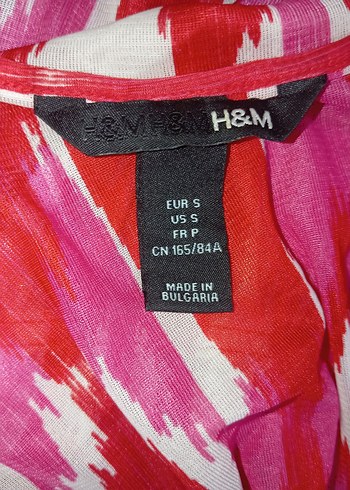 H&M H&M H&M
EUR S
US S
FR P
CN 165/84A
MADE IN
BULGARIA